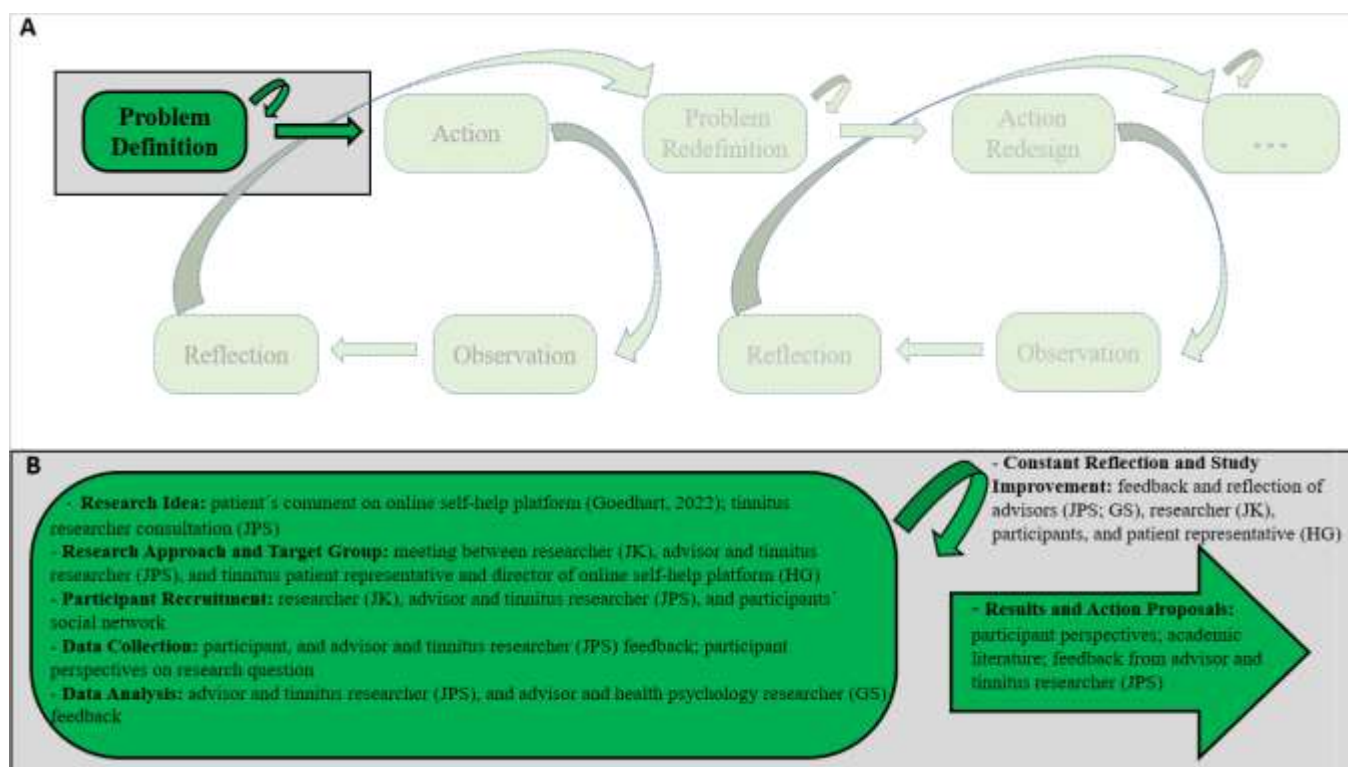 A
Problem
Definition
Action
Problem
Redefinition
Action
Redesign
...
Reflection
Observation
Reflection
Observation
B
- Research Idea: patient´s comment on online self-help platform (Goedhart, 2022); tinnitus
researcher consultation (JPS)
- Research Approach and Target Group: meeting between researcher (JK), advisor and tinnitus
researcher (JPS), and tinnitus patient representative and director of online self-help platform (HG)
- Participant Recruitment: researcher (JK), advisor and tinnitus researcher (JPS), and participants´
social network
- Data Collection: participant, and advisor and tinnitus researcher (JPS) feedback; participant
perspectives on research question
- Data Analysis: advisor and tinnitus researcher (JPS), and advisor and health psychology researcher (GS)
feedback
- Constant Reflection and Study
Improvement: feedback and reflection of
advisors (JPS; GS), researcher (JK),
participants, and patient representative (HG)
- Results and Action Proposals:
participant perspectives; academic
literature; feedback from advisor and
tinnitus researcher (JPS)